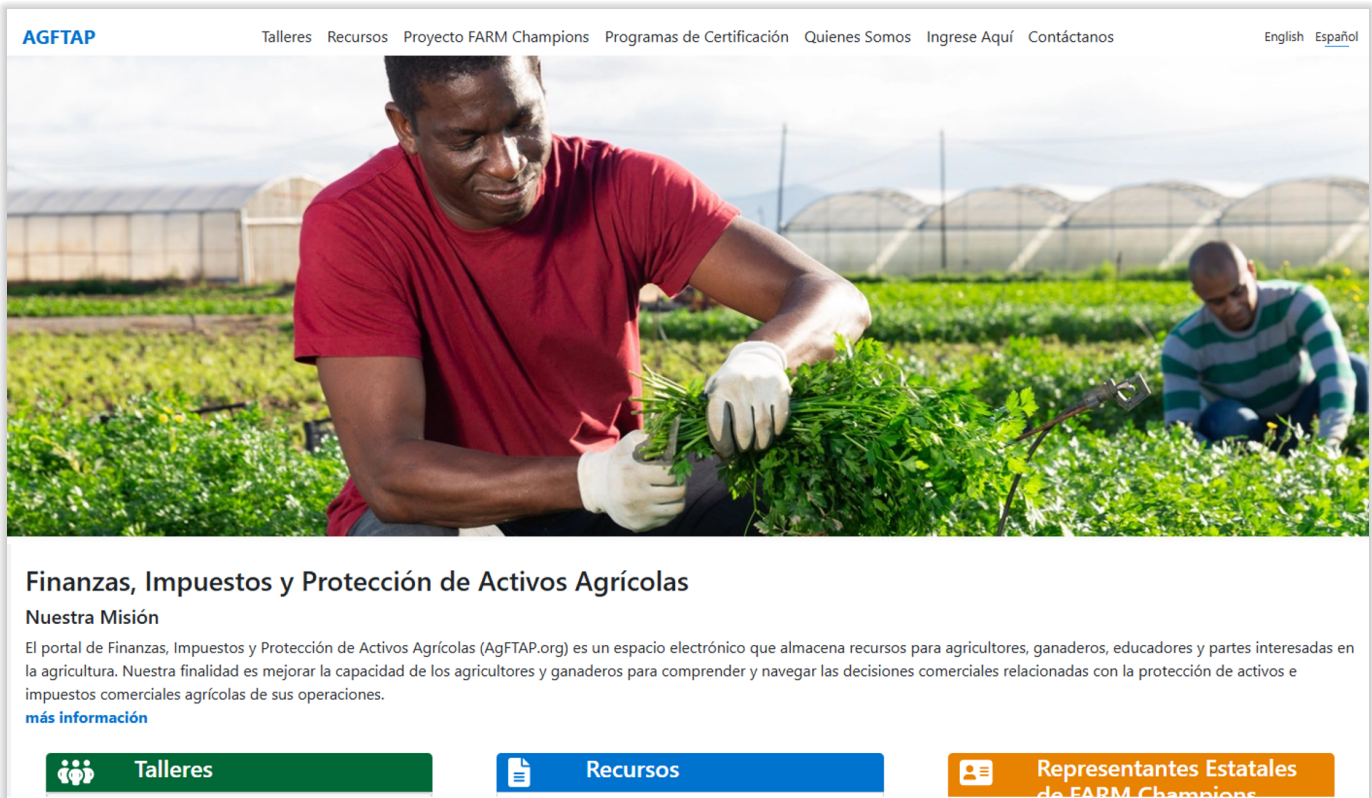 AGFTAP
Talleres Recursos Proyecto FARM Champions Programas de Certificación Quienes Somos Ingrese Aquí Contáctanos
English Español
Finanzas, Impuestos y Protección de Activos Agrícolas
Nuestra Misión
El portal de Finanzas, Impuestos y Protección de Activos Agrícolas (AgFTAP.org) es un espacio electrónico que almacena recursos para agricultores, ganaderos, educadores y partes interesadas en
la agricultura. Nuestra finalidad es mejorar la capacidad de los agricultores y ganaderos para comprender y navegar las decisiones comerciales relacionadas con la protección de activos e
impuestos comerciales agrícolas de sus operaciones.
más información
Talleres
Recursos
Representantes Estatales
de FARM Champions